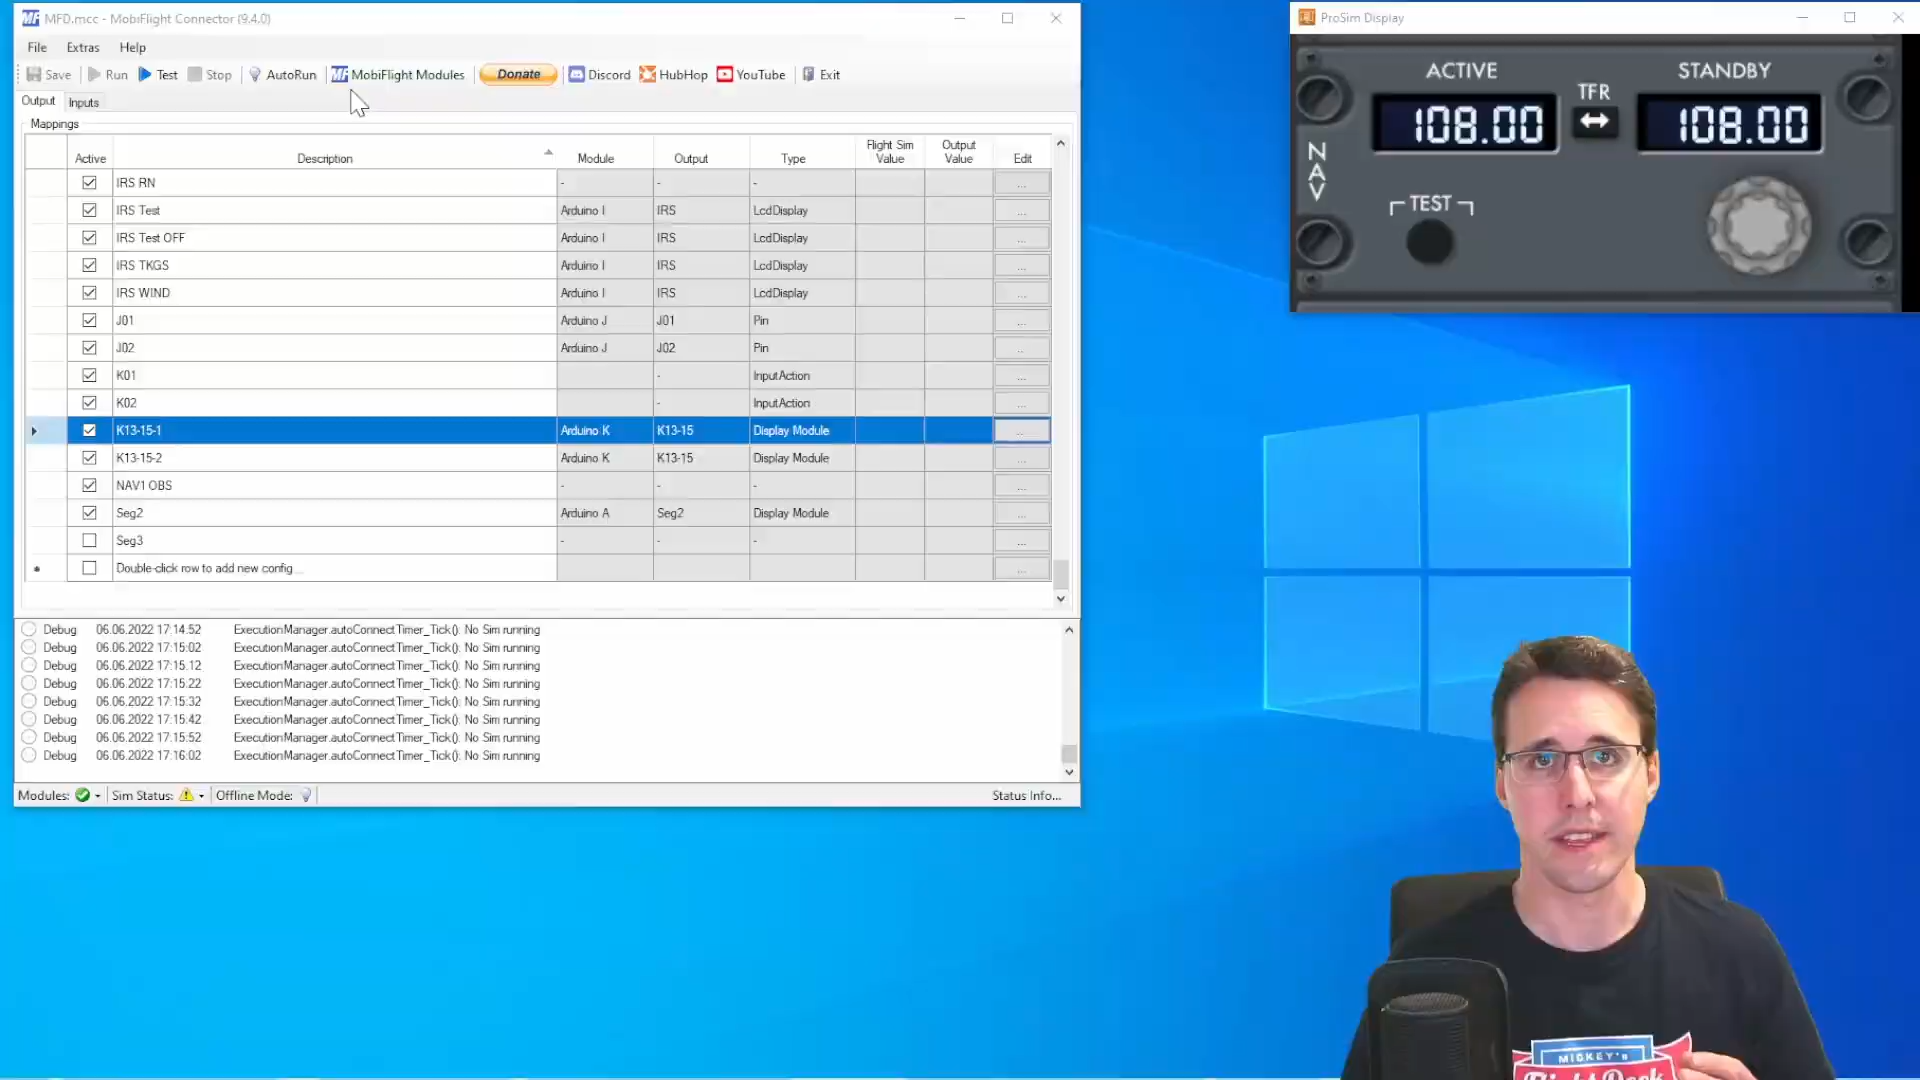 MFD.mcc - MobiFlight Connector (9.4.0)
File Extras Help
Save Run Test Stop AutoRun MobiFlight Modules Donate Discord HubHop YouTube Exit
Output Inputs
Mappings
Active Description Module Output Type Flight Sim Value Output Value Edit
IRS RN - - - ...
IRS Test Arduino I IRS LcdDisplay ...
IRS Test OFF Arduino I IRS LcdDisplay ...
IRS TKGS Arduino I IRS LcdDisplay ...
IRS WIND Arduino I IRS LcdDisplay ...
J01 Arduino J J01 Pin ...
J02 Arduino J J02 Pin ...
K01 - InputAction ...
K02 - InputAction ...
K13-15-1 Arduino K K13-15 Display Module ...
K13-15-2 Arduino K K13-15 Display Module ...
NAV1 OBS - - - ...
Seg2 Arduino A Seg2 Display Module ...
Seg3 - - - ...
Double-click row to add new config... ...
Debug 06.06.2022 17:14:52 ExecutionManager.autoConnectTimer_Tick(): No Sim running
Debug 06.06.2022 17:15:02 ExecutionManager.autoConnectTimer_Tick(): No Sim running
Debug 06.06.2022 17:15:12 ExecutionManager.autoConnectTimer_Tick(): No Sim running
Debug 06.06.2022 17:15:22 ExecutionManager.autoConnectTimer_Tick(): No Sim running
Debug 06.06.2022 17:15:32 ExecutionManager.autoConnectTimer_Tick(): No Sim running
Debug 06.06.2022 17:15:42 ExecutionManager.autoConnectTimer_Tick(): No Sim running
Debug 06.06.2022 17:15:52 ExecutionManager.autoConnectTimer_Tick(): No Sim running
Debug 06.06.2022 17:16:02 ExecutionManager.autoConnectTimer_Tick(): No Sim running
Modules: Sim Status: Offline Mode: Status Info...
ProSim Display
ACTIVE TFR STANDBY
108.00 108.00
NAV
TEST
MICKEY's
Flight Deck